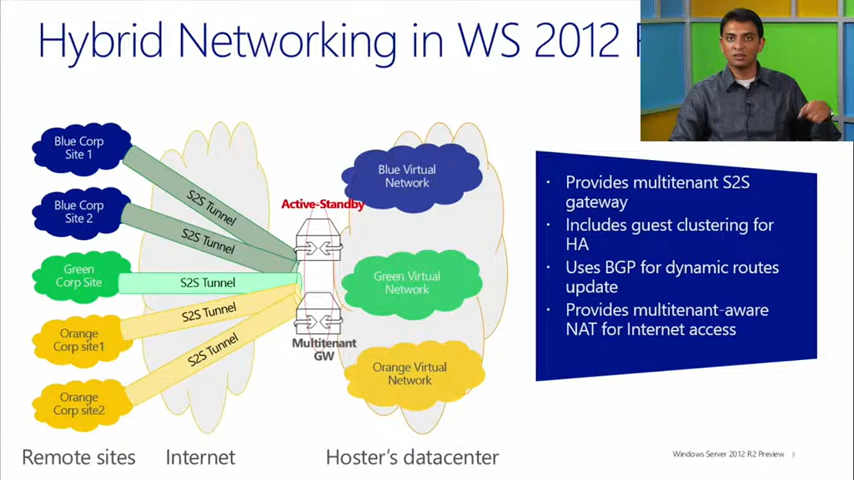 Hybrid Networking in WS 2012
Blue Corp
Site 1
Blue Corp
Site 2
Green
Corp Site
Orange
Corp site1
Orange
Corp site2
S2S Tunnel
S2S Tunnel
S2S Tunnel
S2S Tunnel
S2S Tunnel
Active-Standby
Multitenant
GW
Blue Virtual
Network
Green Virtual
Network
Orange Virtual
Network
· Provides multitenant S2S
gateway
· Includes guest clustering for
HA
· Uses BGP for dynamic routes
update
· Provides multitenant-aware
NAT for Internet access
Remote sites
Internet
Hoster's datacenter
Windows Server 2012 R2 Preview